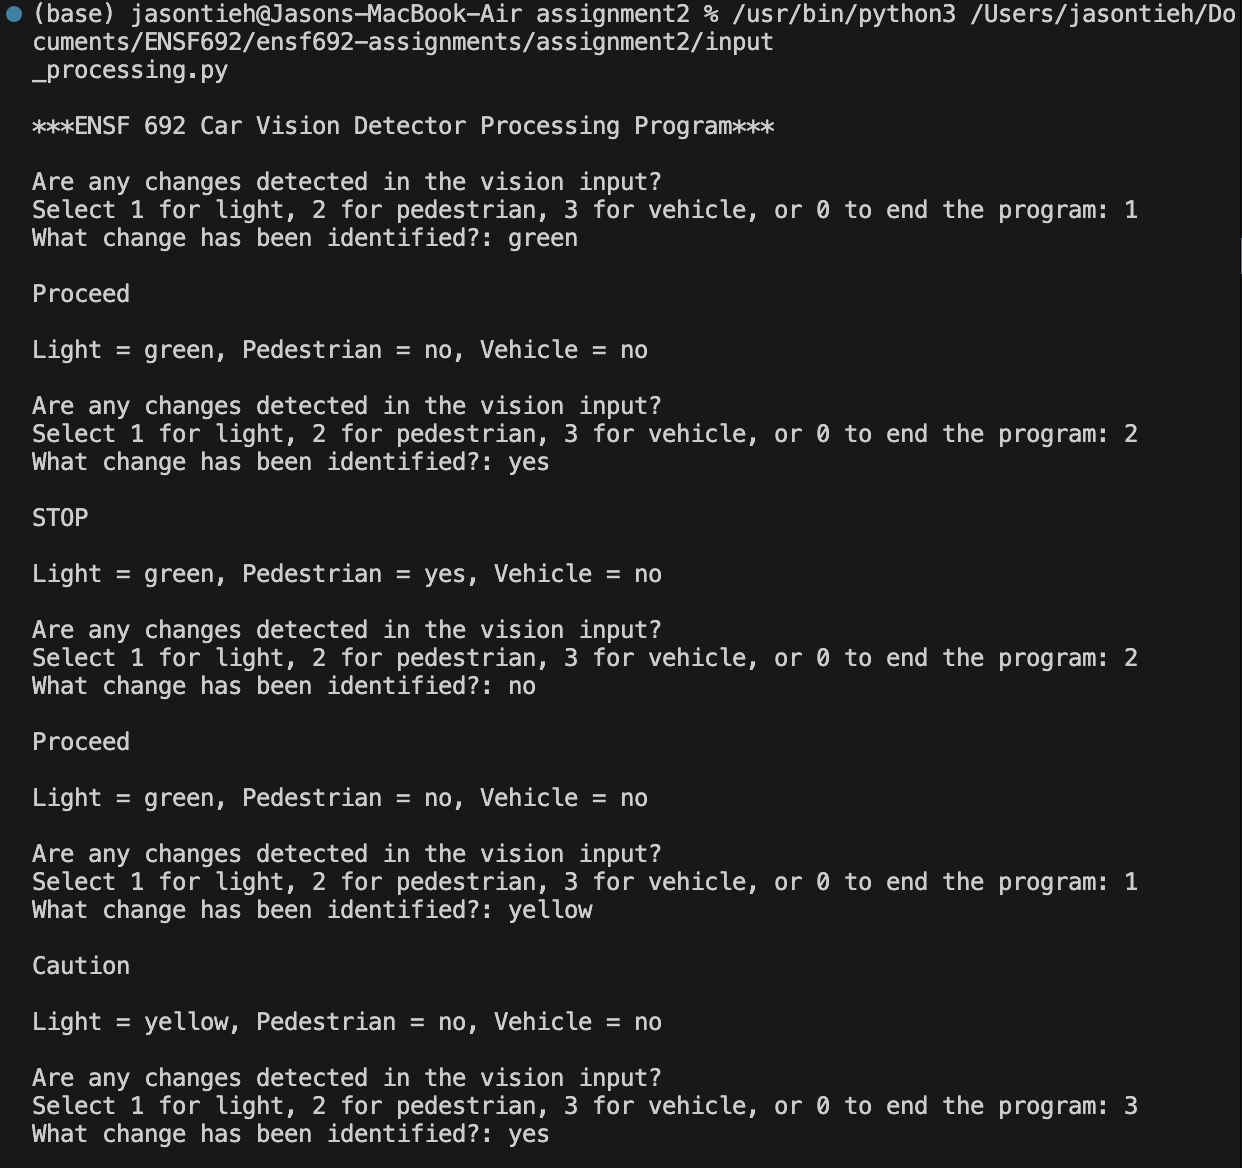 (base) jasontieh@Jasons-MacBook-Air assignment2 % /usr/bin/python3 /Users/jasontieh/Do
cuments/ENSF692/ensf692-assignments/assignment2/input
_processing.py
***ENSF 692 Car Vision Detector Processing Program***
Are any changes detected in the vision input?
Select 1 for light, 2 for pedestrian, 3 for vehicle, or 0 to end the program: 1
What change has been identified?: green
Proceed
Light = green, Pedestrian = no, Vehicle = no
Are any changes detected in the vision input?
Select 1 for light, 2 for pedestrian, 3 for vehicle, or 0 to end the program: 2
What change has been identified?: yes
STOP
Light = green, Pedestrian = yes, Vehicle = no
Are any changes detected in the vision input?
Select 1 for light, 2 for pedestrian, 3 for vehicle, or 0 to end the program: 2
What change has been identified?: no
Proceed
Light = green, Pedestrian = no, Vehicle = no
Are any changes detected in the vision input?
Select 1 for light, 2 for pedestrian, 3 for vehicle, or 0 to end the program: 1
What change has been identified?: yellow
Caution
Light = yellow, Pedestrian = no, Vehicle = no
Are any changes detected in the vision input?
Select 1 for light, 2 for pedestrian, 3 for vehicle, or 0 to end the program: 3
What change has been identified?: yes